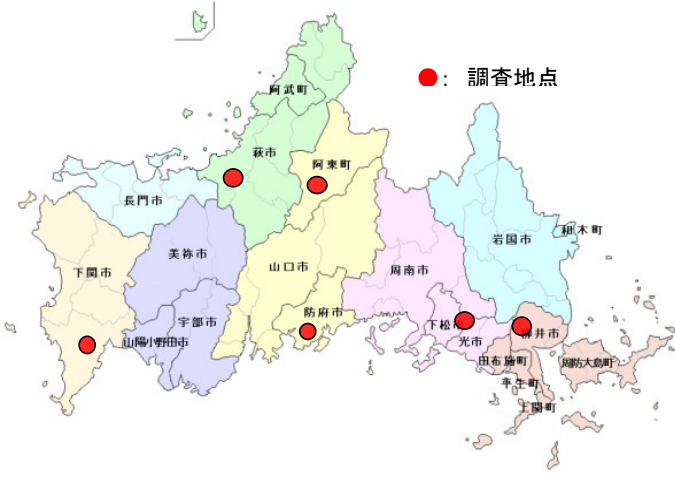 ●： 調査地点
阿武町
萩市
阿東町
長門市
和木町
岩国市
美祢市
山口市
周南市
下関市
防府市
宇部市
下松市
柳井市
山陽小野田市
光市
田布施町
周防大島町
平生町
上関町